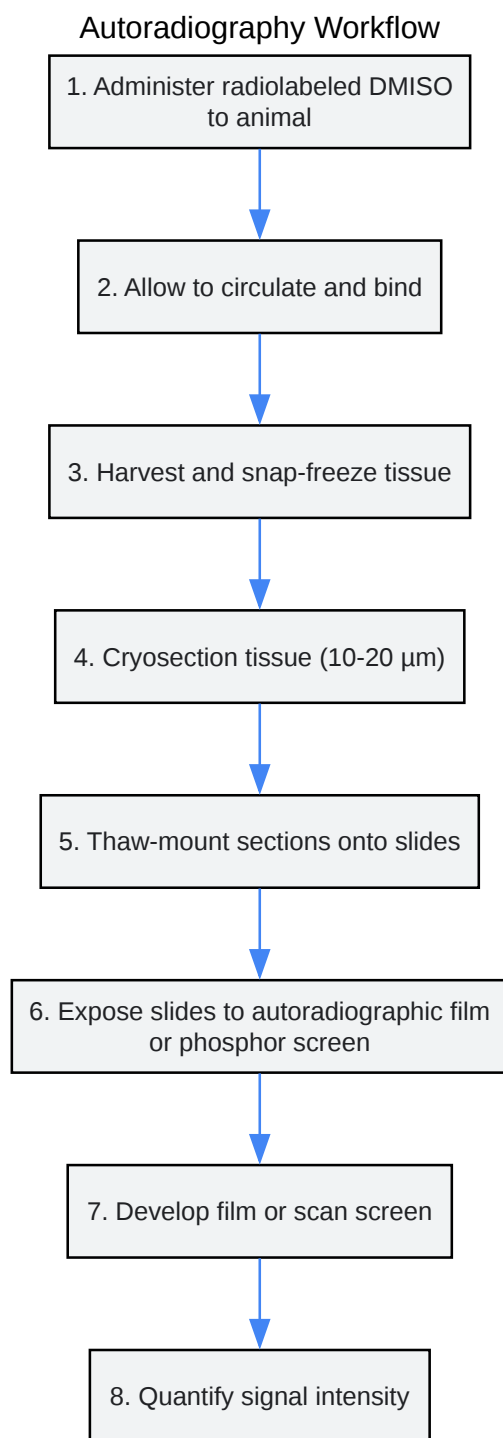 Autoradiography Workflow
1. Administer radiolabeled DMISO
to animal
2. Allow to circulate and bind
3. Harvest and snap-freeze tissue
4. Cryosection tissue (10-20 µm)
5. Thaw-mount sections onto slides
6. Expose slides to autoradiographic film
or phosphor screen
7. Develop film or scan screen
8. Quantify signal intensity